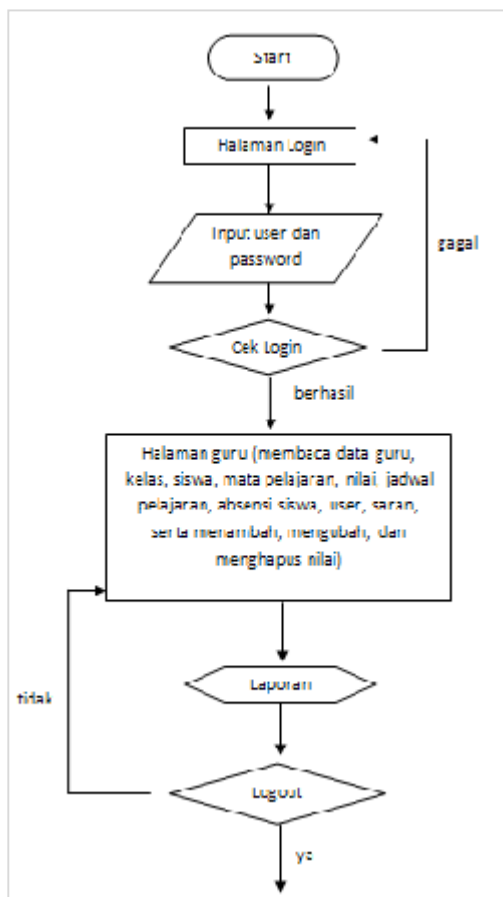 Start
Halaman Login
Input user dan
password
gagal
Cek Login
berhasil
Halaman guru (membaca data guru,
kelas, siswa, mata pelajaran, nilai, jadwal
pelajaran, absensi siswa, user, saran,
serta menambah, mengubah, dan
menghapus nilai)
Laporan
tidak
Logout
ya